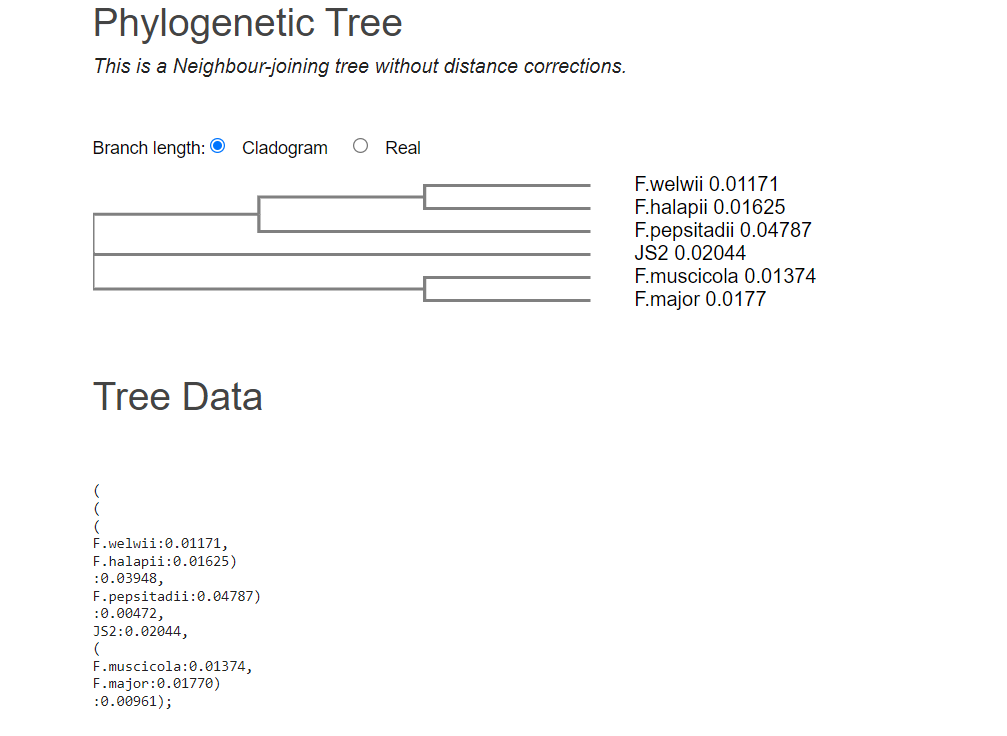 Phylogenetic Tree
This is a Neighbour-joining tree without distance corrections.
Branch length: Cladogram Real
F.welwii 0.01171
F.halapii 0.01625
F.pepsitadii 0.04787
JS2 0.02044
F.muscicola 0.01374
F.major 0.0177
Tree Data
(
(
(
F.welwii:0.01171,
F.halapii:0.01625)
:0.03948,
F.pepsitadii:0.04787)
:0.00472,
JS2:0.02044,
(
F.muscicola:0.01374,
F.major:0.01770)
:0.00961);